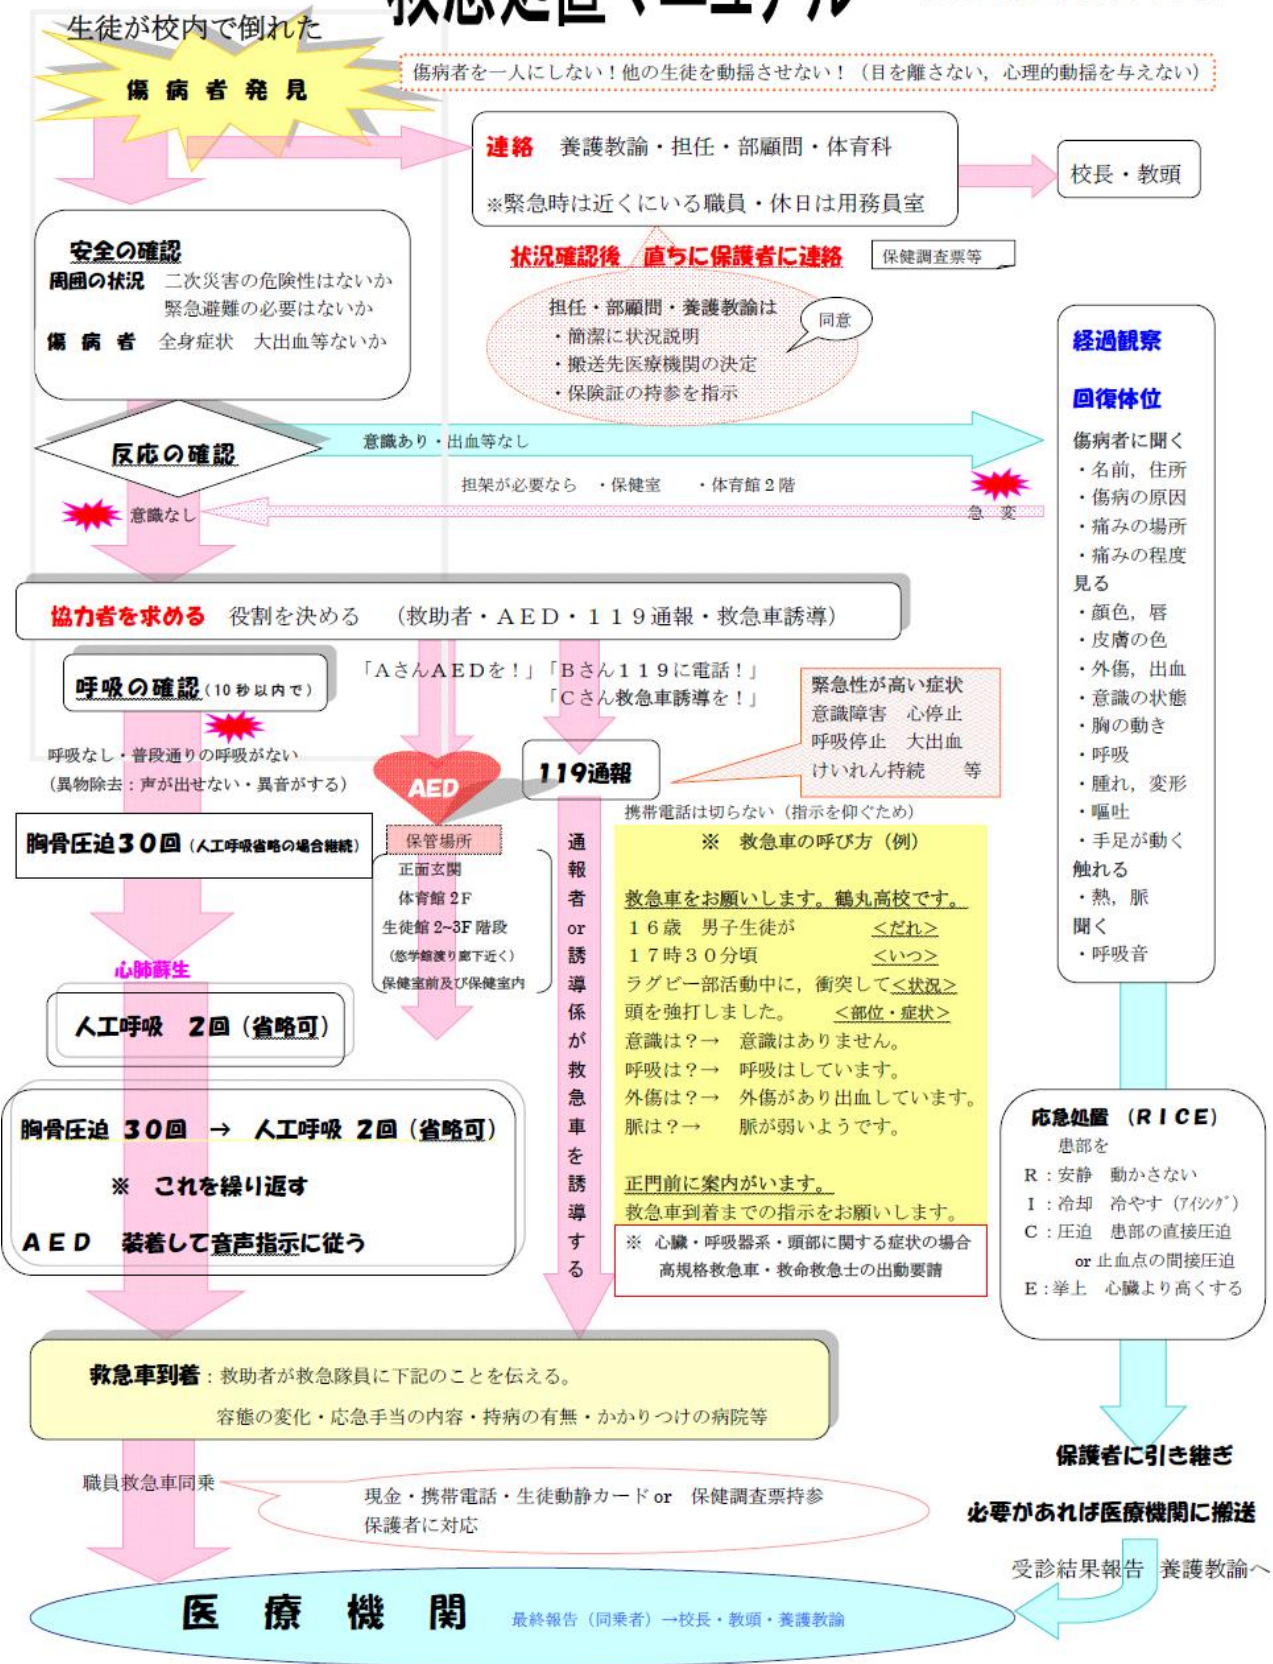 救急処置マニュアル
生徒が校内で倒れた
傷病者発見
傷病者を一人にしない！他の生徒を動揺させない！（目を離さない，心理的動揺を与えない）
連絡　養護教諭・担任・部顧問・体育科
※緊急時は近くにいる職員・休日は用務員室
校長・教頭
状況確認後　直ちに保護者に連絡
保健調査票等
担任・部顧問・養護教諭は
・簡潔に状況説明
・搬送先医療機関の決定
・保険証の持参を指示
同意
安全の確認
周囲の状況　二次災害の危険性はないか
緊急避難の必要はないか
傷病者　全身症状　大出血等ないか
反応の確認
意識あり・出血等なし
担架が必要なら　・保健室　・体育館２階
急変
意識なし
経過観察
回復体位
傷病者に聞く
・名前，住所
・傷病の原因
・痛みの場所
・痛みの程度
見る
・顔色，唇
・皮膚の色
・外傷，出血
・意識の状態
・胸の動き
・呼吸
・腫れ，変形
・嘔吐
・手足が動く
触れる
・熱，脈
聞く
・呼吸音
協力者を求める　役割を決める　（救助者・ＡＥＤ・１１９通報・救急車誘導）
「ＡさんＡＥＤを！」「Ｂさん１１９に電話！」
「Ｃさん救急車誘導を！」
呼吸の確認（10秒以内で）
呼吸なし・普段通りの呼吸がない
（異物除去：声が出せない・異音がする）
胸骨圧迫３０回（人工呼吸省略の場合継続）
心肺蘇生
人工呼吸　２回（省略可）
胸骨圧迫　３０回　→　人工呼吸　２回（省略可）
※　これを繰り返す
ＡＥＤ　装着して音声指示に従う
AED
保管場所
正面玄関
体育館 2F
生徒館 2~3F 階段
（悠学館渡り廊下近く）
保健室前及び保健室内
119通報
緊急性が高い症状
意識障害　心停止
呼吸停止　大出血
けいれん持続　等
携帯電話は切らない（指示を仰ぐため）
通報者or誘導係が救急車を誘導する
※　救急車の呼び方（例）
救急車をお願いします。鶴丸高校です。
１６歳　男子生徒が　＜だれ＞
１７時３０分頃　＜いつ＞
ラグビー部活動中に，衝突して＜状況＞
頭を強打しました。　＜部位・症状＞
意識は？→　意識はありません。
呼吸は？→　呼吸はしています。
外傷は？→　外傷があり出血しています。
脈は？→　脈が弱いようです。
正門前に案内がいます。
救急車到着までの指示をお願いします。
※　心臓・呼吸器系・頭部に関する症状の場合
高規格救急車・救命救急士の出動要請
応急処置（ＲＩＣＥ）
患部を
Ｒ：安静　動かさない
Ｉ：冷却　冷やす（ｱｲｼﾝｸﾞ）
Ｃ：圧迫　患部の直接圧迫
or 止血点の間接圧迫
Ｅ：挙上　心臓より高くする
救急車到着：救助者が救急隊員に下記のことを伝える。
容態の変化・応急手当の内容・持病の有無・かかりつけの病院等
職員救急車同乗
現金・携帯電話・生徒動静カード or　保健調査票持参
保護者に対応
保護者に引き継ぎ
必要があれば医療機関に搬送
受診結果報告　養護教諭へ
医療機関　最終報告（同乗者）→校長・教頭・養護教諭